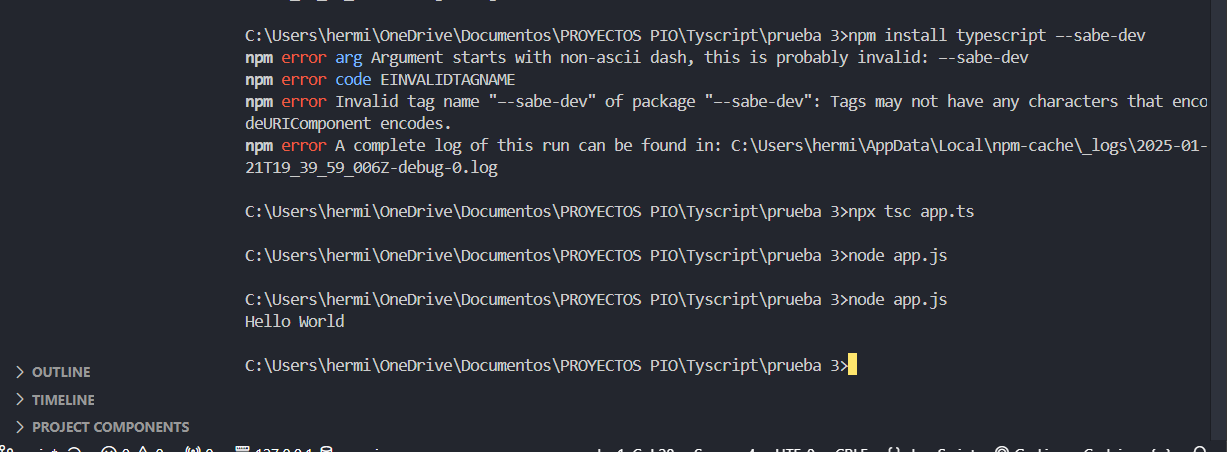 C:\Users\hermi\OneDrive\Documentos\PROYECTOS PIO\Tyscript\prueba 3>npm install typescript –-sabe-dev
npm error arg Argument starts with non-ascii dash, this is probably invalid: –-sabe-dev
npm error code EINVALIDTAGNAME
npm error Invalid tag name "–-sabe-dev" of package "–-sabe-dev": Tags may not have any characters that enco
deURIComponent encodes.
npm error A complete log of this run can be found in: C:\Users\hermi\AppData\Local\npm-cache\_logs\2025-01-
21T19_39_59_006Z-debug-0.log
C:\Users\hermi\OneDrive\Documentos\PROYECTOS PIO\Tyscript\prueba 3>npx tsc app.ts
C:\Users\hermi\OneDrive\Documentos\PROYECTOS PIO\Tyscript\prueba 3>node app.js
C:\Users\hermi\OneDrive\Documentos\PROYECTOS PIO\Tyscript\prueba 3>node app.js
Hello World
C:\Users\hermi\OneDrive\Documentos\PROYECTOS PIO\Tyscript\prueba 3>
OUTLINE
TIMELINE
PROJECT COMPONENTS